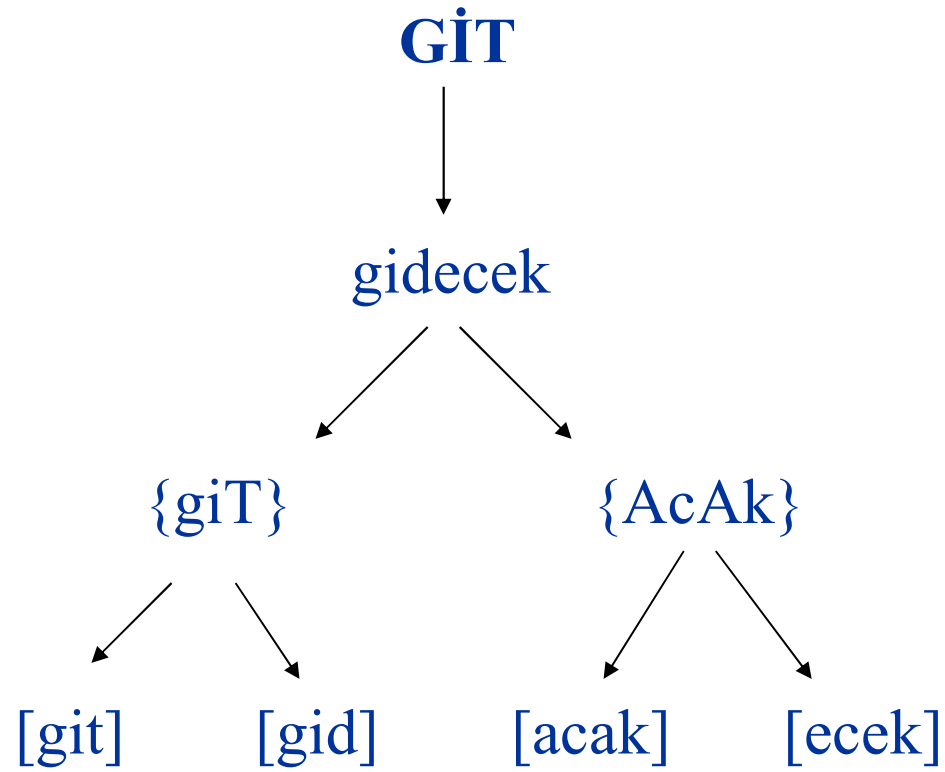 GİT
gidecek
{giT} {AcAk}
[git] [gid] [acak] [ecek]